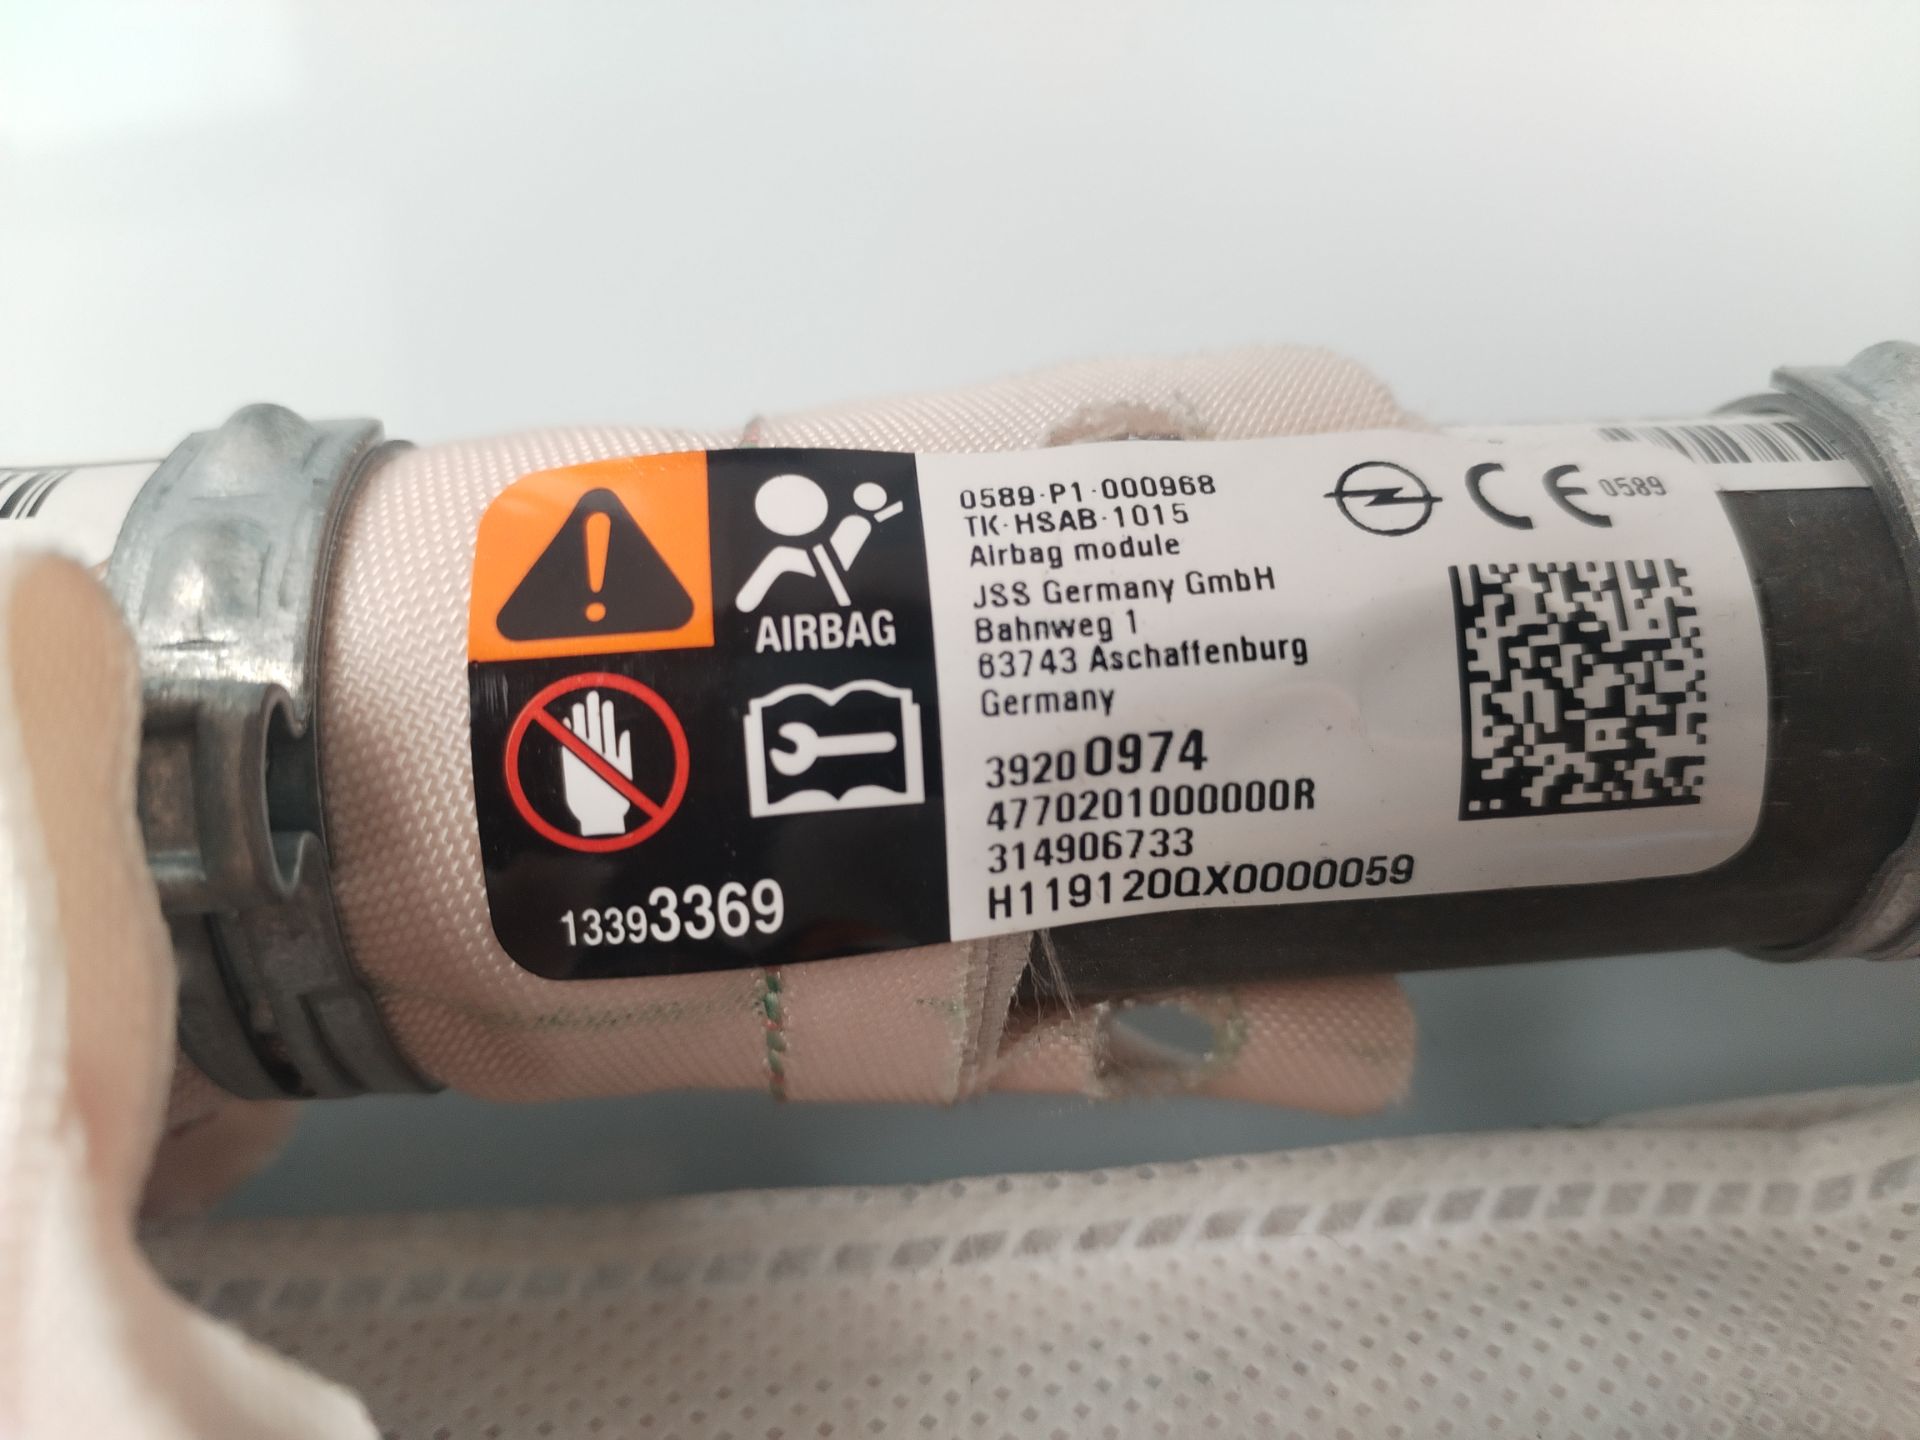 AIRBAG
13393369
0589-P1-000968
TK-HSAB-1015
Airbag module
JSS Germany GmbH
Bahnweg 1
63743 Aschaffenburg
Germany
39200974
4770201000000R
314906733
H119120QX0000059
CE 0589